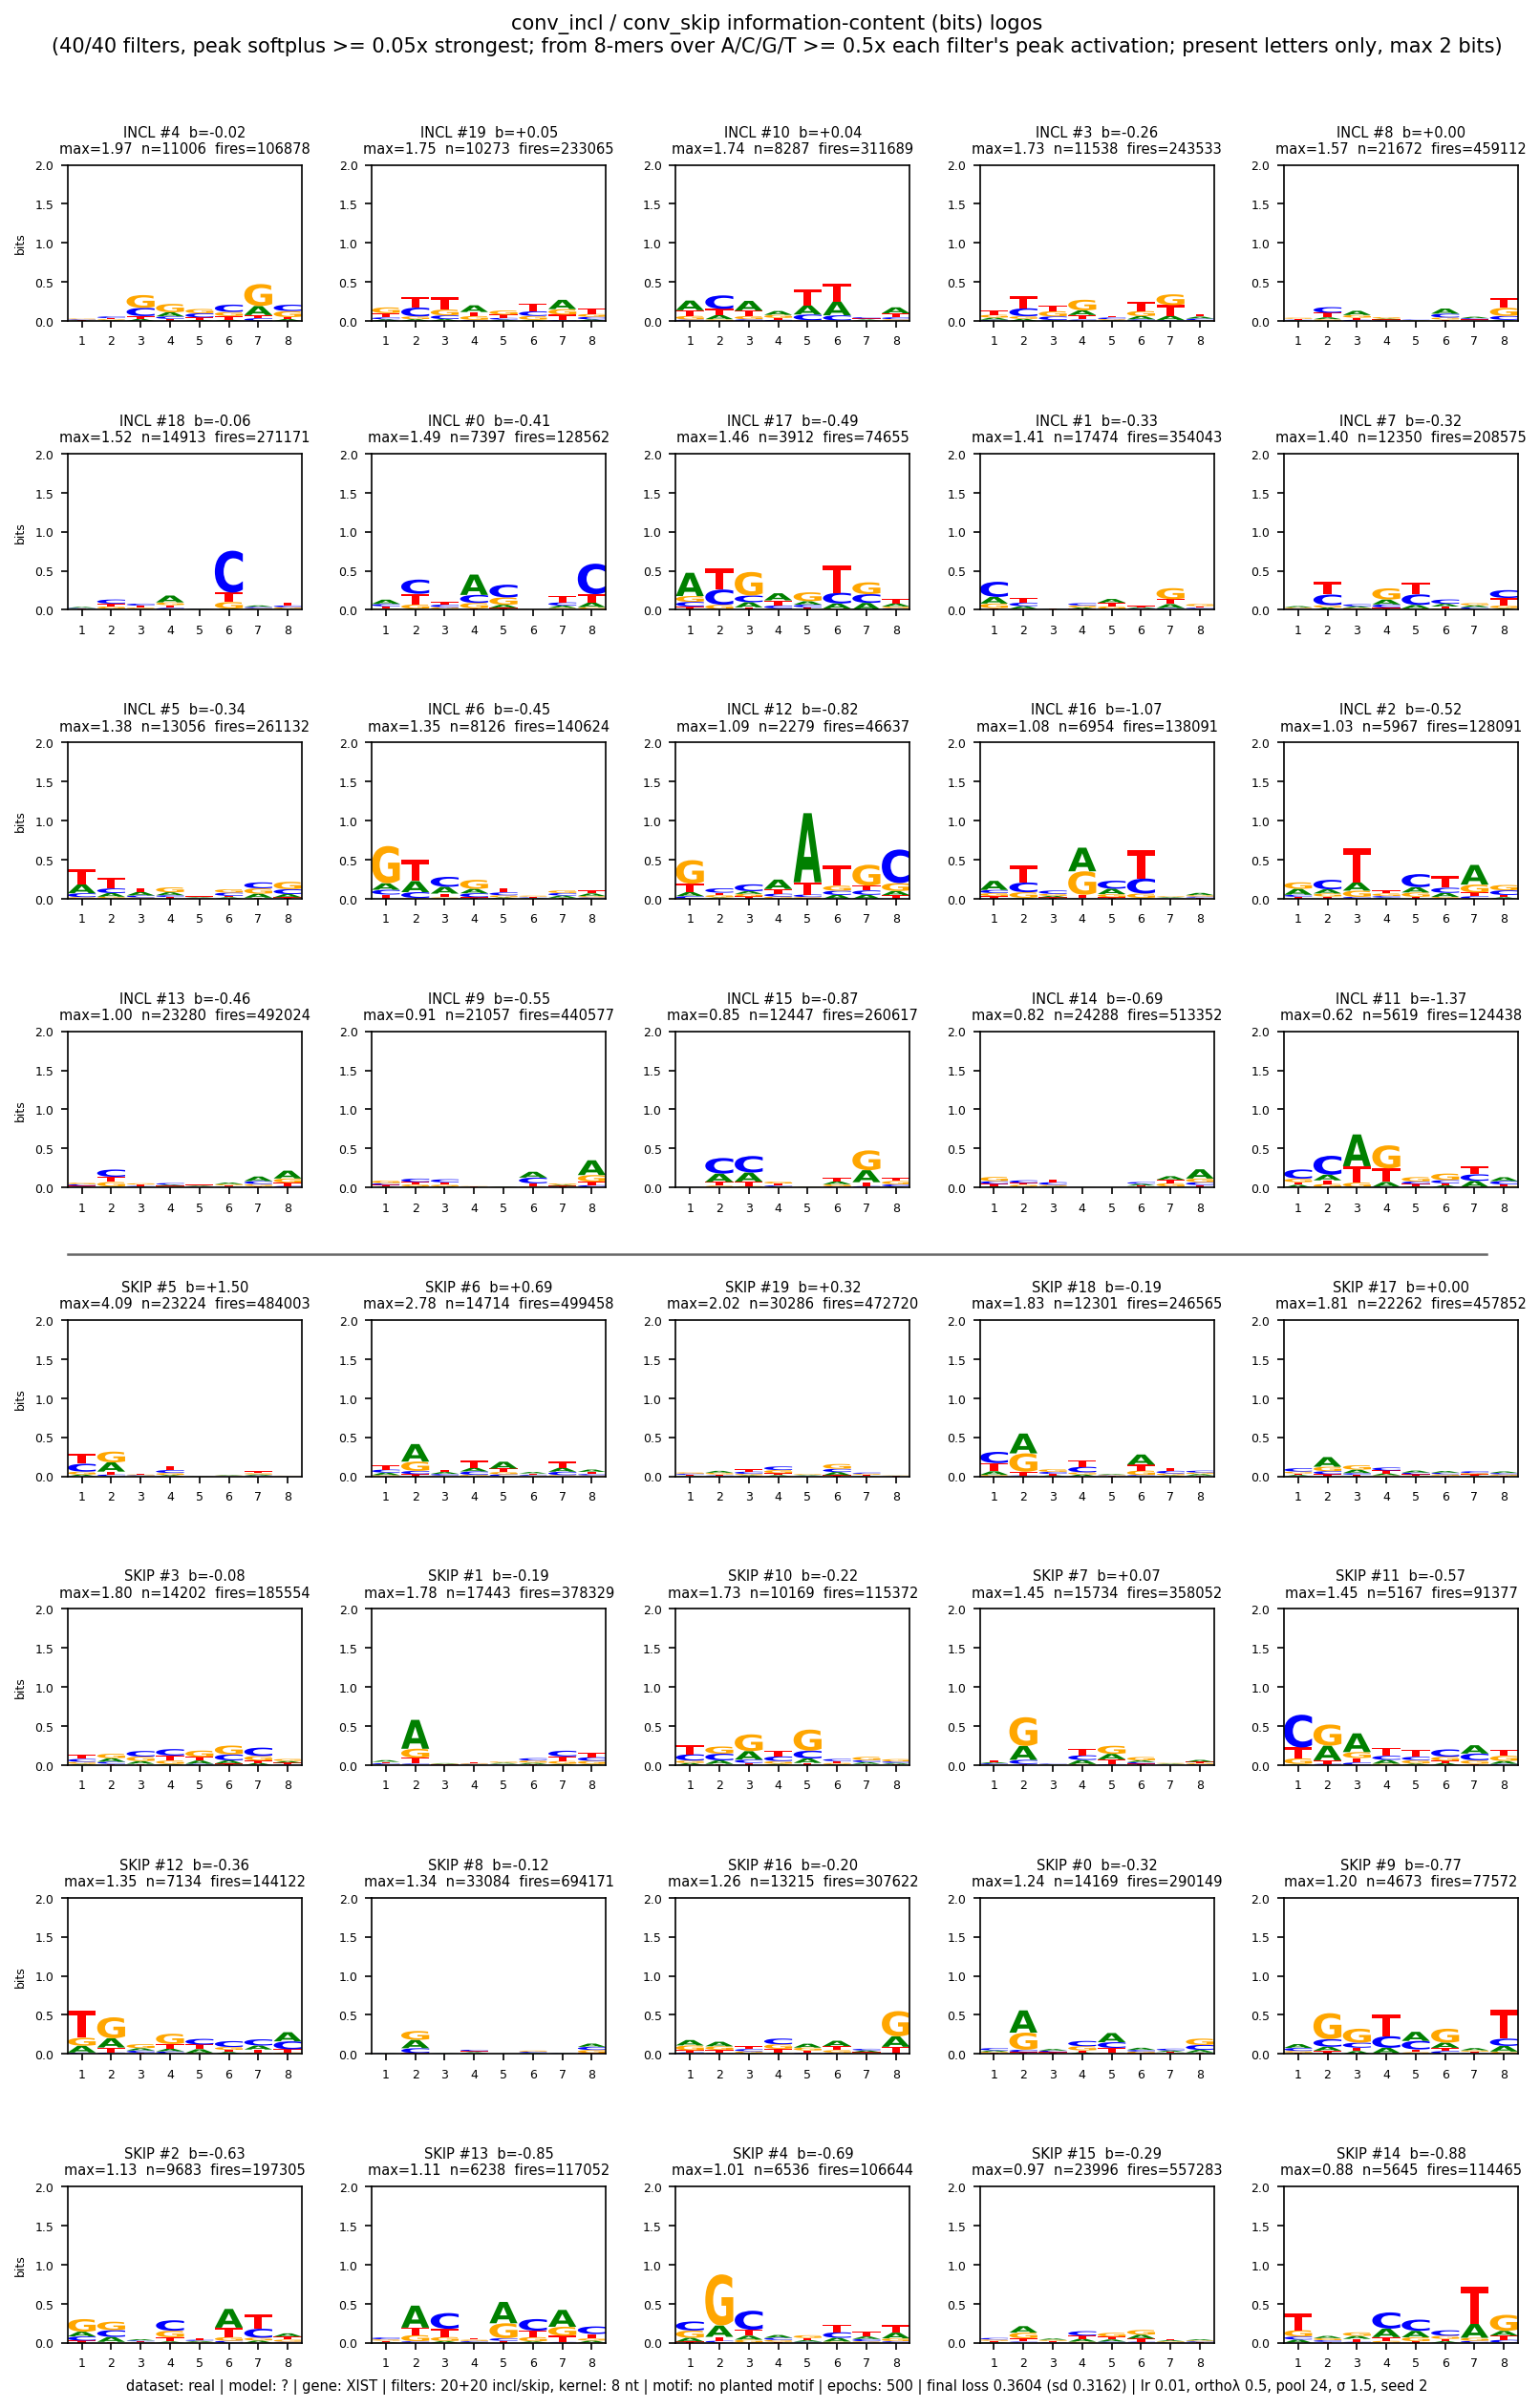 conv_incl / conv_skip information-content (bits) logos
(40/40 filters, peak softplus >= 0.05x strongest; from 8-mers over A/C/G/T >= 0.5x each filter's peak activation; present letters only, max 2 bits)
INCL #4 b=-0.02
max=1.97 n=11006 fires=106878
INCL #19 b=+0.05
max=1.75 n=10273 fires=233065
INCL #10 b=+0.04
max=1.74 n=8287 fires=311689
INCL #3 b=-0.26
max=1.73 n=11538 fires=243533
INCL #8 b=+0.00
max=1.57 n=21672 fires=459112
INCL #18 b=-0.06
max=1.52 n=14913 fires=271171
INCL #0 b=-0.41
max=1.49 n=7397 fires=128562
INCL #17 b=-0.49
max=1.46 n=3912 fires=74655
INCL #1 b=-0.33
max=1.41 n=17474 fires=354043
INCL #7 b=-0.32
max=1.40 n=12350 fires=208575
INCL #5 b=-0.34
max=1.38 n=13056 fires=261132
INCL #6 b=-0.45
max=1.35 n=8126 fires=140624
INCL #12 b=-0.82
max=1.09 n=2279 fires=46637
INCL #16 b=-1.07
max=1.08 n=6954 fires=138091
INCL #2 b=-0.52
max=1.03 n=5967 fires=128091
INCL #13 b=-0.46
max=1.00 n=23280 fires=492024
INCL #9 b=-0.55
max=0.91 n=21057 fires=440577
INCL #15 b=-0.87
max=0.85 n=12447 fires=260617
INCL #14 b=-0.69
max=0.82 n=24288 fires=513352
INCL #11 b=-1.37
max=0.62 n=5619 fires=124438
SKIP #5 b=+1.50
max=4.09 n=23224 fires=484003
SKIP #6 b=+0.69
max=2.78 n=14714 fires=499458
SKIP #19 b=+0.32
max=2.02 n=30286 fires=472720
SKIP #18 b=-0.19
max=1.83 n=12301 fires=246565
SKIP #17 b=+0.00
max=1.81 n=22262 fires=457852
SKIP #3 b=-0.08
max=1.80 n=14202 fires=185554
SKIP #1 b=-0.19
max=1.78 n=17443 fires=378329
SKIP #10 b=-0.22
max=1.73 n=10169 fires=115372
SKIP #7 b=+0.07
max=1.45 n=15734 fires=358052
SKIP #11 b=-0.57
max=1.45 n=5167 fires=91377
SKIP #12 b=-0.36
max=1.35 n=7134 fires=144122
SKIP #8 b=-0.12
max=1.34 n=33084 fires=694171
SKIP #16 b=-0.20
max=1.26 n=13215 fires=307622
SKIP #0 b=-0.32
max=1.24 n=14169 fires=290149
SKIP #9 b=-0.77
max=1.20 n=4673 fires=77572
SKIP #2 b=-0.63
max=1.13 n=9683 fires=197305
SKIP #13 b=-0.85
max=1.11 n=6238 fires=117052
SKIP #4 b=-0.69
max=1.01 n=6536 fires=106644
SKIP #15 b=-0.29
max=0.97 n=23996 fires=557283
SKIP #14 b=-0.88
max=0.88 n=5645 fires=114465
dataset: real | model: ? | gene: XIST | filters: 20+20 incl/skip, kernel: 8 nt | motif: no planted motif | epochs: 500 | final loss 0.3604 (sd 0.3162) | lr 0.01, orthoλ 0.5, pool 24, σ 1.5, seed 2